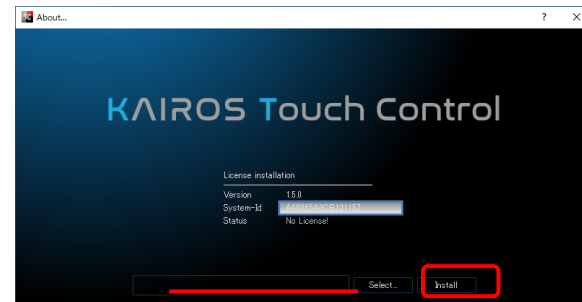 About...
KAIROS Touch Control
License installation
Version 1.5.0
System-Id
Status No License!
Select.. Install